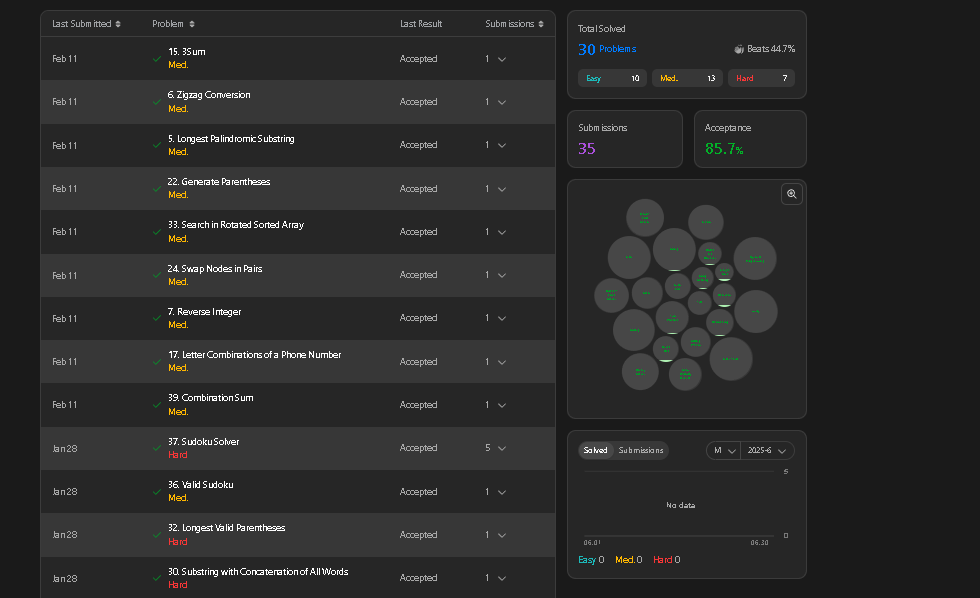 Last Submitted Problem Last Result Submissions
Feb 11 15. 3Sum Accepted 1
Med.
Feb 11 6. Zigzag Conversion Accepted 1
Med.
Feb 11 5. Longest Palindromic Substring Accepted 1
Med.
Feb 11 22. Generate Parentheses Accepted 1
Med.
Feb 11 33. Search in Rotated Sorted Array Accepted 1
Med.
Feb 11 24. Swap Nodes in Pairs Accepted 1
Med.
Feb 11 7. Reverse Integer Accepted 1
Med.
Feb 11 17. Letter Combinations of a Phone Number Accepted 1
Med.
Feb 11 39. Combination Sum Accepted 1
Med.
Jan 28 37. Sudoku Solver Accepted 5
Hard
Jan 28 36. Valid Sudoku Accepted 1
Med.
Jan 28 32. Longest Valid Parentheses Accepted 1
Hard
Jan 28 30. Substring with Concatenation of All Words Accepted 1
Hard
Total Solved
30 Problems Beats 44.7%
Easy 10 Med. 13 Hard 7
Submissions
35
Acceptance
85.7%
Solved Submissions M 2025-6
5
No data
0
06.01 06.30
Easy 0 Med. 0 Hard 0